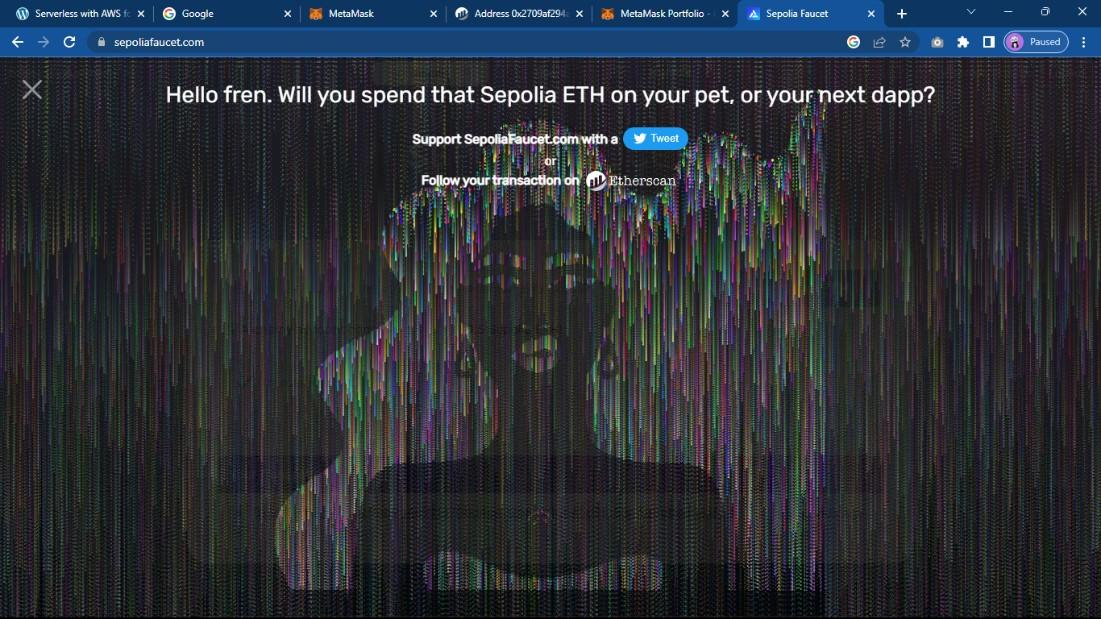 Serverless with AWS fo
Google
MetaMask
Address 0x2709af294
MetaMask Portfolio -
Sepolia Faucet
sepoliafaucet.com
Paused
Hello fren. Will you spend that Sepolia ETH on your pet, or your next dapp?
Support SepoliaFaucet.com with a Tweet
or
Follow your transaction on Etherscan